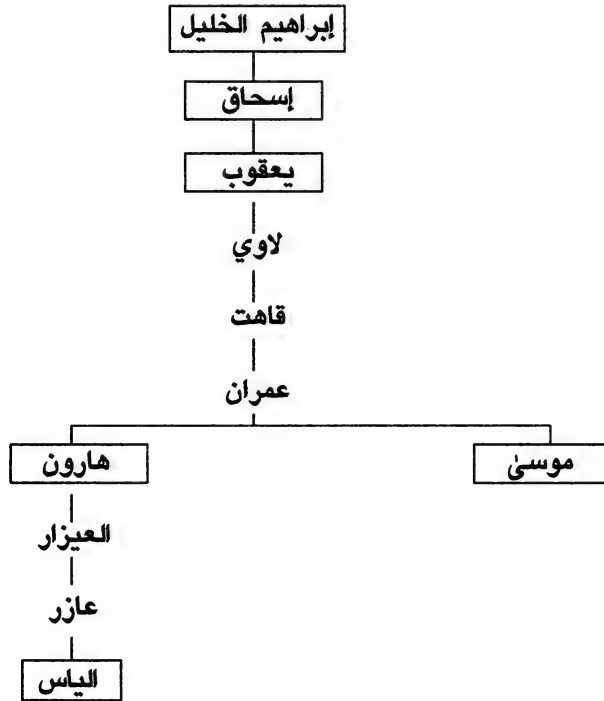 إبراهيم الخليل
إسحاق
يعقوب
لاوي
قاهت
عمران
هارون
موسىٰ
العيزار
عازر
الياس